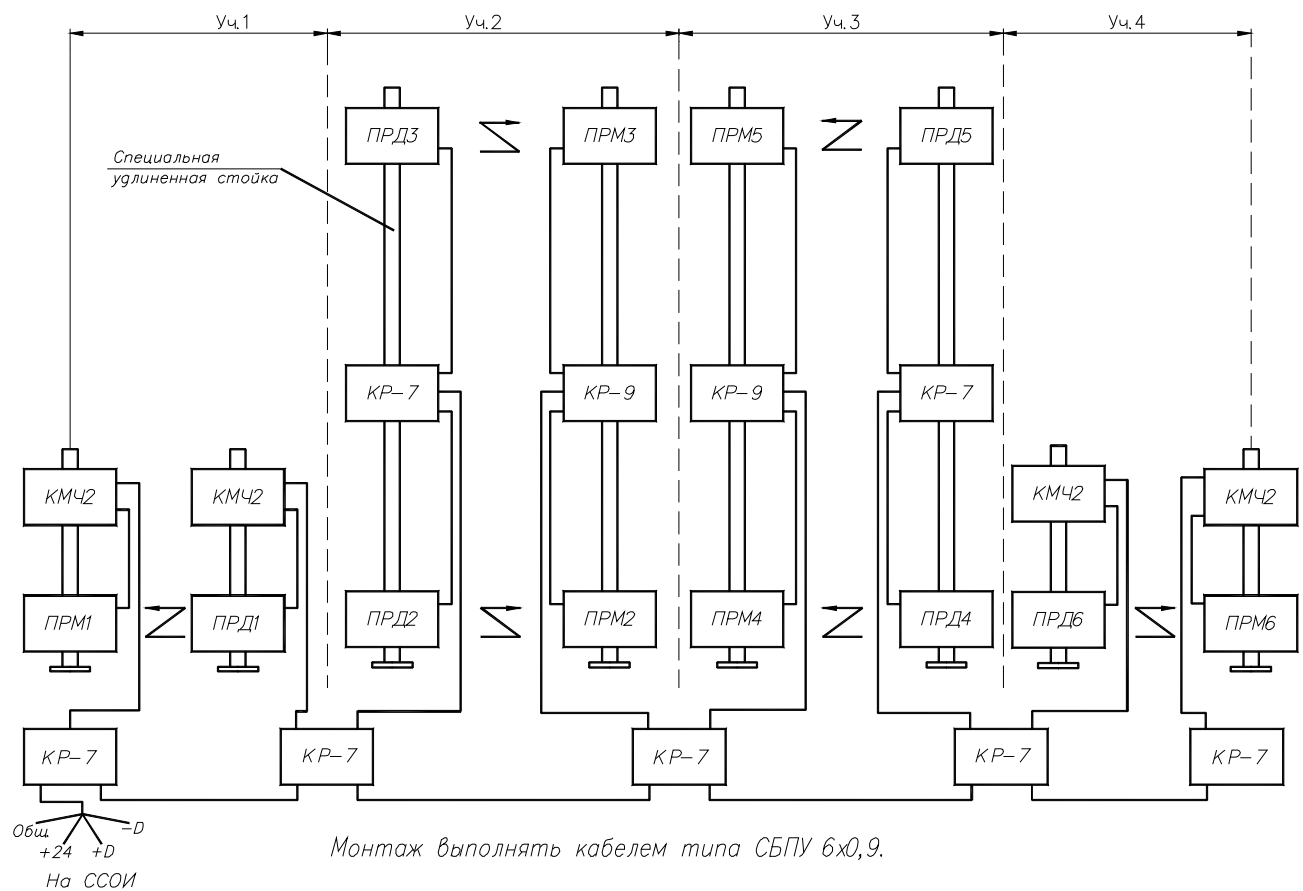 Уч.1
Уч.2
Уч.3
Уч.4
ПРД3
ПРМ3
ПРМ5
ПРД5
Специальная
удлиненная стойка
КР-7
КР-9
КР-9
КР-7
КМЧ2
КМЧ2
КМЧ2
КМЧ2
ПРМ1
ПРД1
ПРД2
ПРМ2
ПРМ4
ПРД4
ПРД6
ПРМ6
КР-7
КР-7
КР-7
КР-7
КР-7
Общ.
+24
+D
-D
На ССОИ
Монтаж выполнять кабелем типа СБПУ 6х0,9.